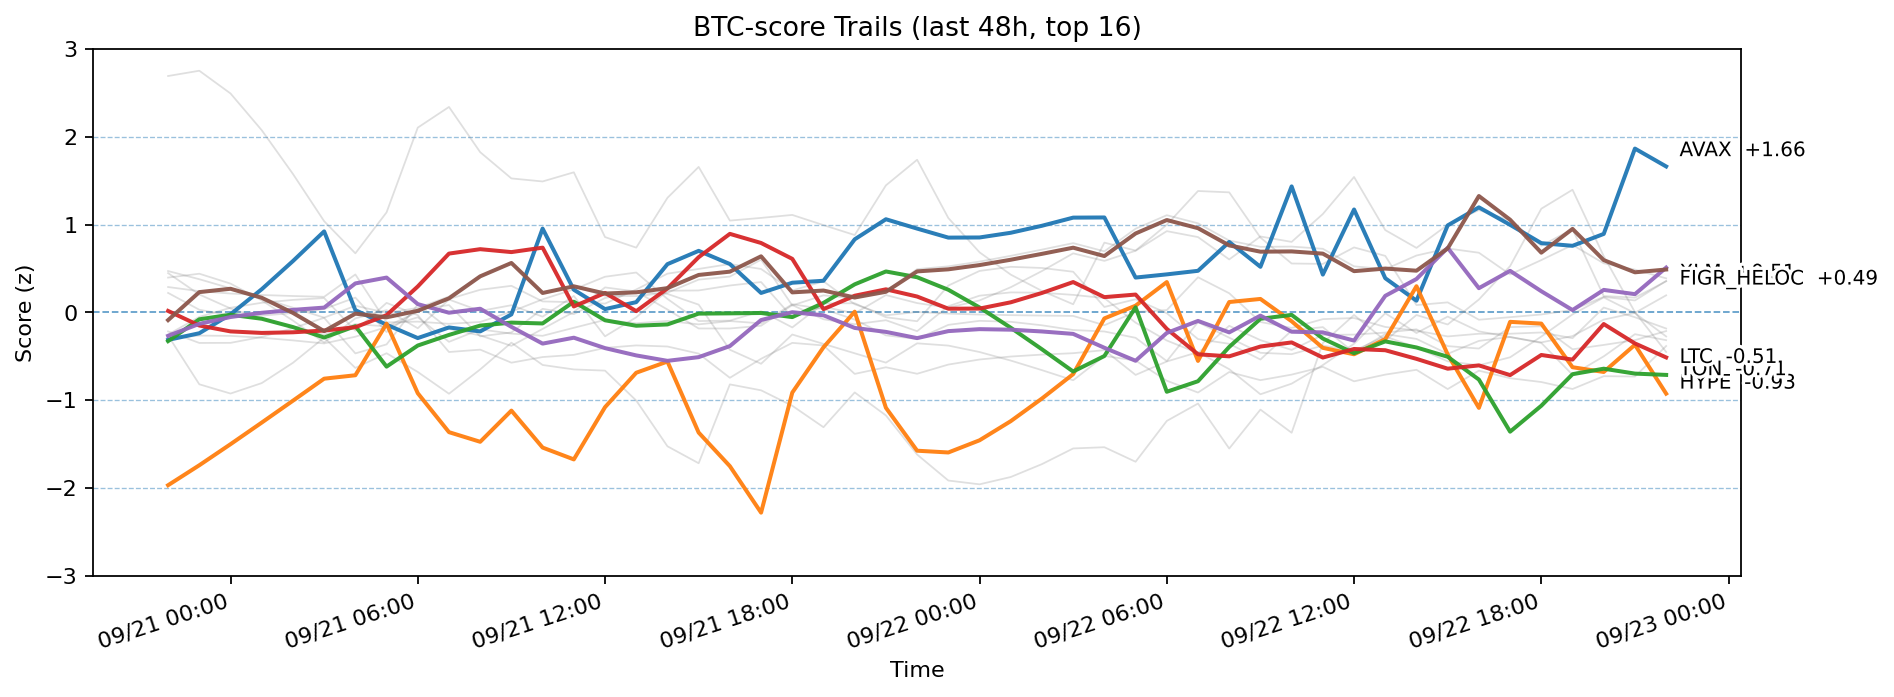 BTC-score Trails (last 48h, top 16)
Score (z)
3
2
1
0
−1
−2
−3
AVAX +1.66
FIGR_HELOC +0.49
LTC -0.51
TON -0.71
HYPE -0.93
09/21 00:00
09/21 06:00
09/21 12:00
09/21 18:00
09/22 00:00
09/22 06:00
09/22 12:00
09/22 18:00
09/23 00:00
Time